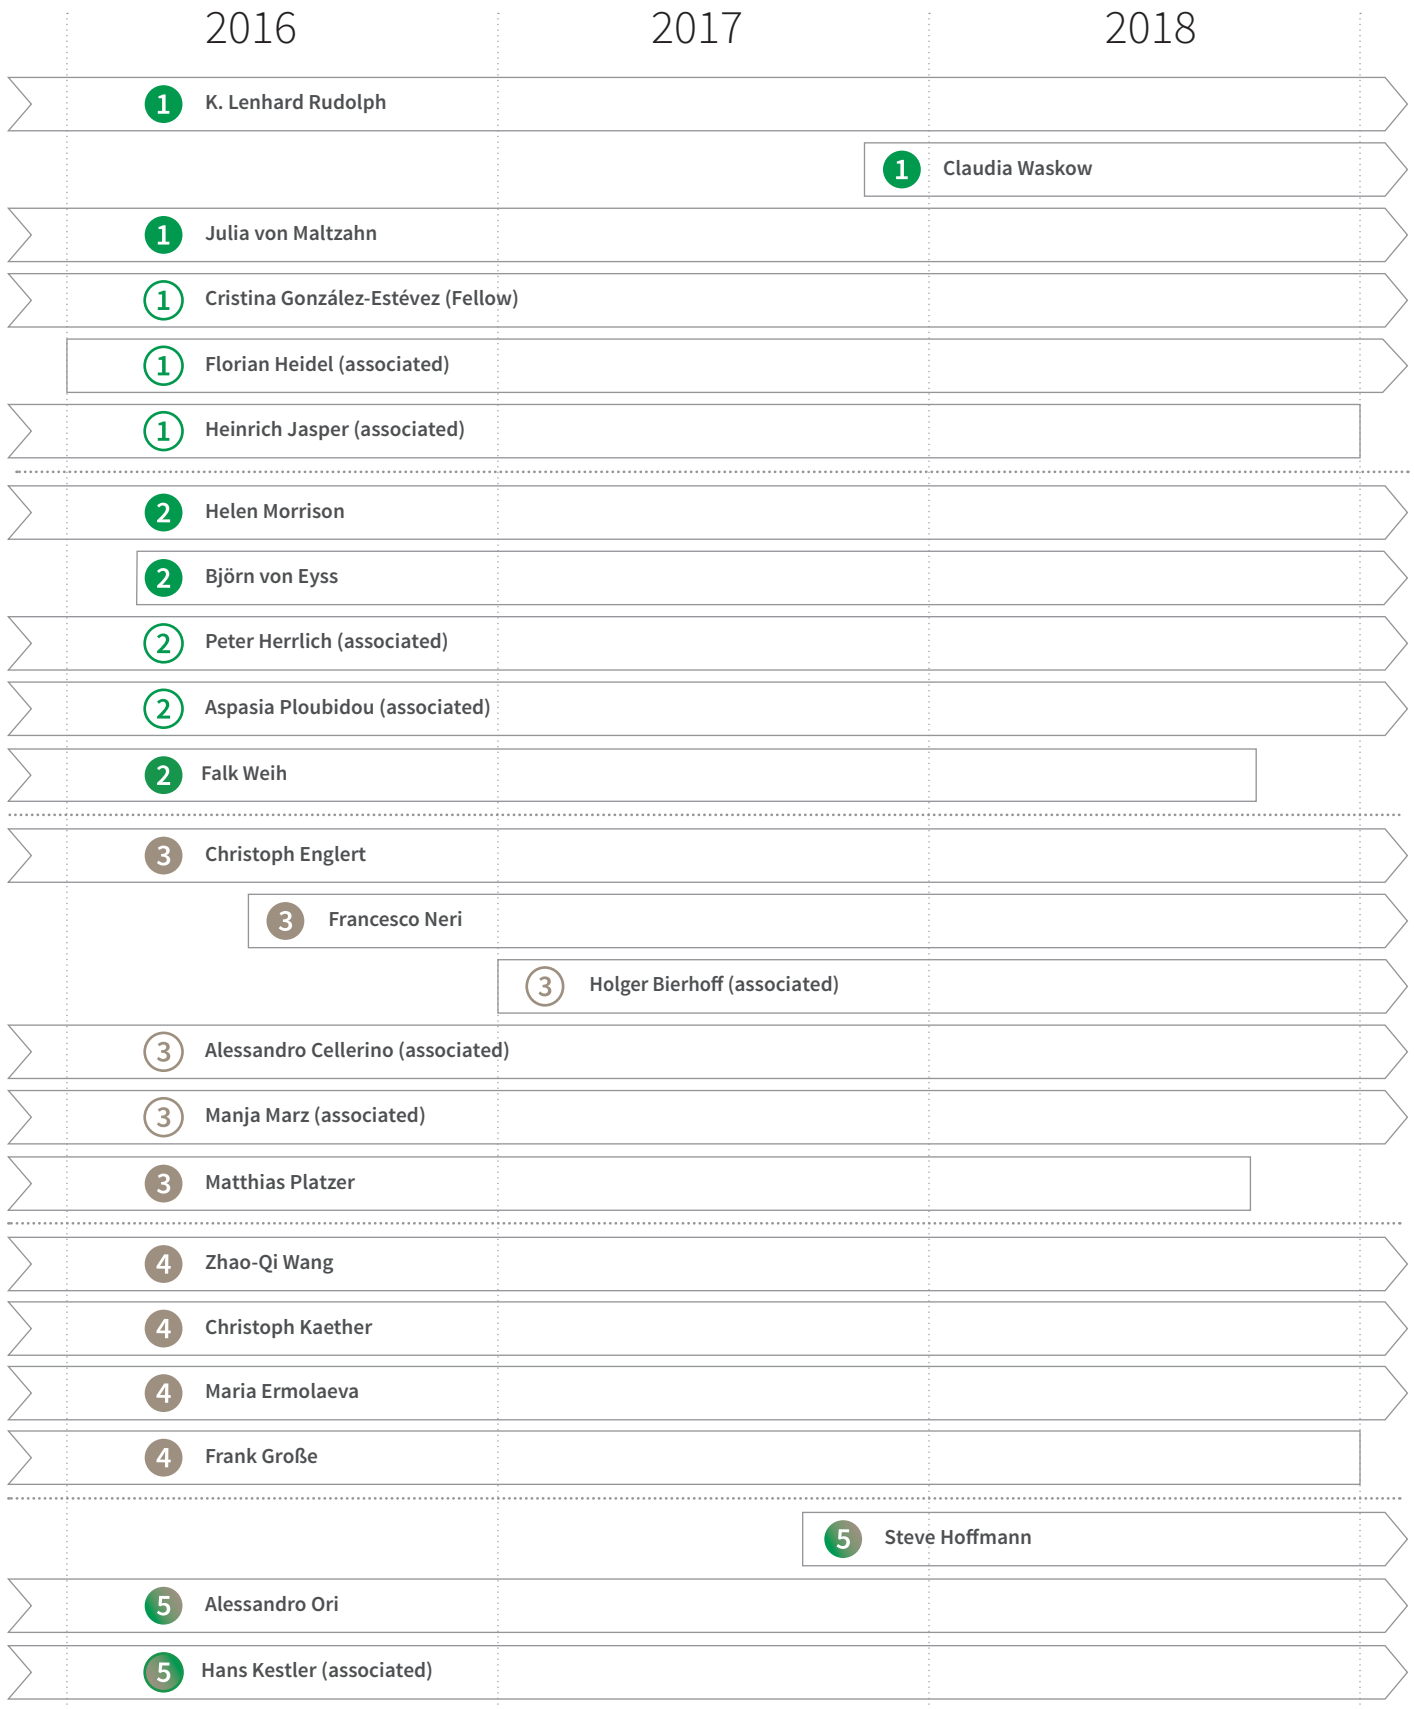 2016 2017 2018
1 K. Lenhard Rudolph
1 Claudia Waskow
1 Julia von Maltzahn
1 Cristina González-Estévez (Fellow)
1 Florian Heidel (associated)
1 Heinrich Jasper (associated)
2 Helen Morrison
2 Björn von Eyss
2 Peter Herrlich (associated)
2 Aspasia Ploubidou (associated)
2 Falk Weih
3 Christoph Englert
3 Francesco Neri
3 Holger Bierhoff (associated)
3 Alessandro Cellerino (associated)
3 Manja Marz (associated)
3 Matthias Platzer
4 Zhao-Qi Wang
4 Christoph Kaether
4 Maria Ermolaeva
4 Frank Große
5 Steve Hoffmann
5 Alessandro Ori
5 Hans Kestler (associated)